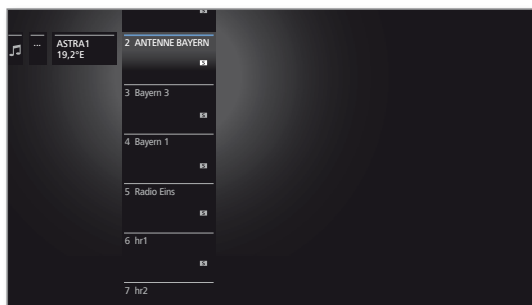 ...
ASTRA1
19,2°E
S
2 ANTENNE BAYERN
S
3 Bayern 3
S
4 Bayern 1
S
5 Radio Eins
S
6 hr1
S
7 hr2